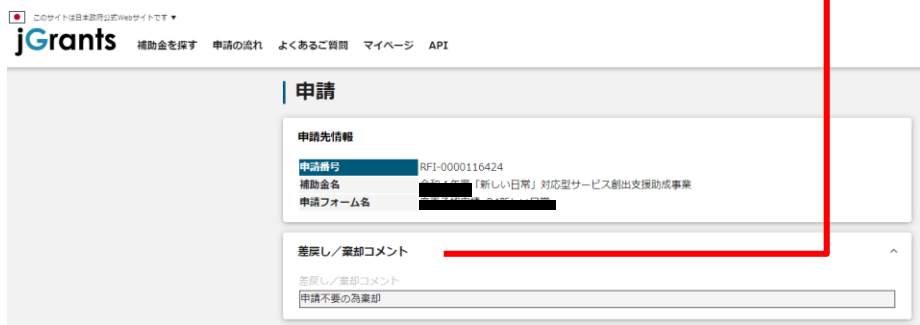 このサイトは日本政府公式Webサイトです ▼
jGrants 補助金を探す 申請の流れ よくあるご質問 マイページ API
申請
申請先情報
申請番号 RFI-0000116424
補助金名 「新しい日常」対応型サービス創出支援助成事業
申請フォーム名
差戻し／棄却コメント
差戻し／棄却コメント
申請不要の為棄却